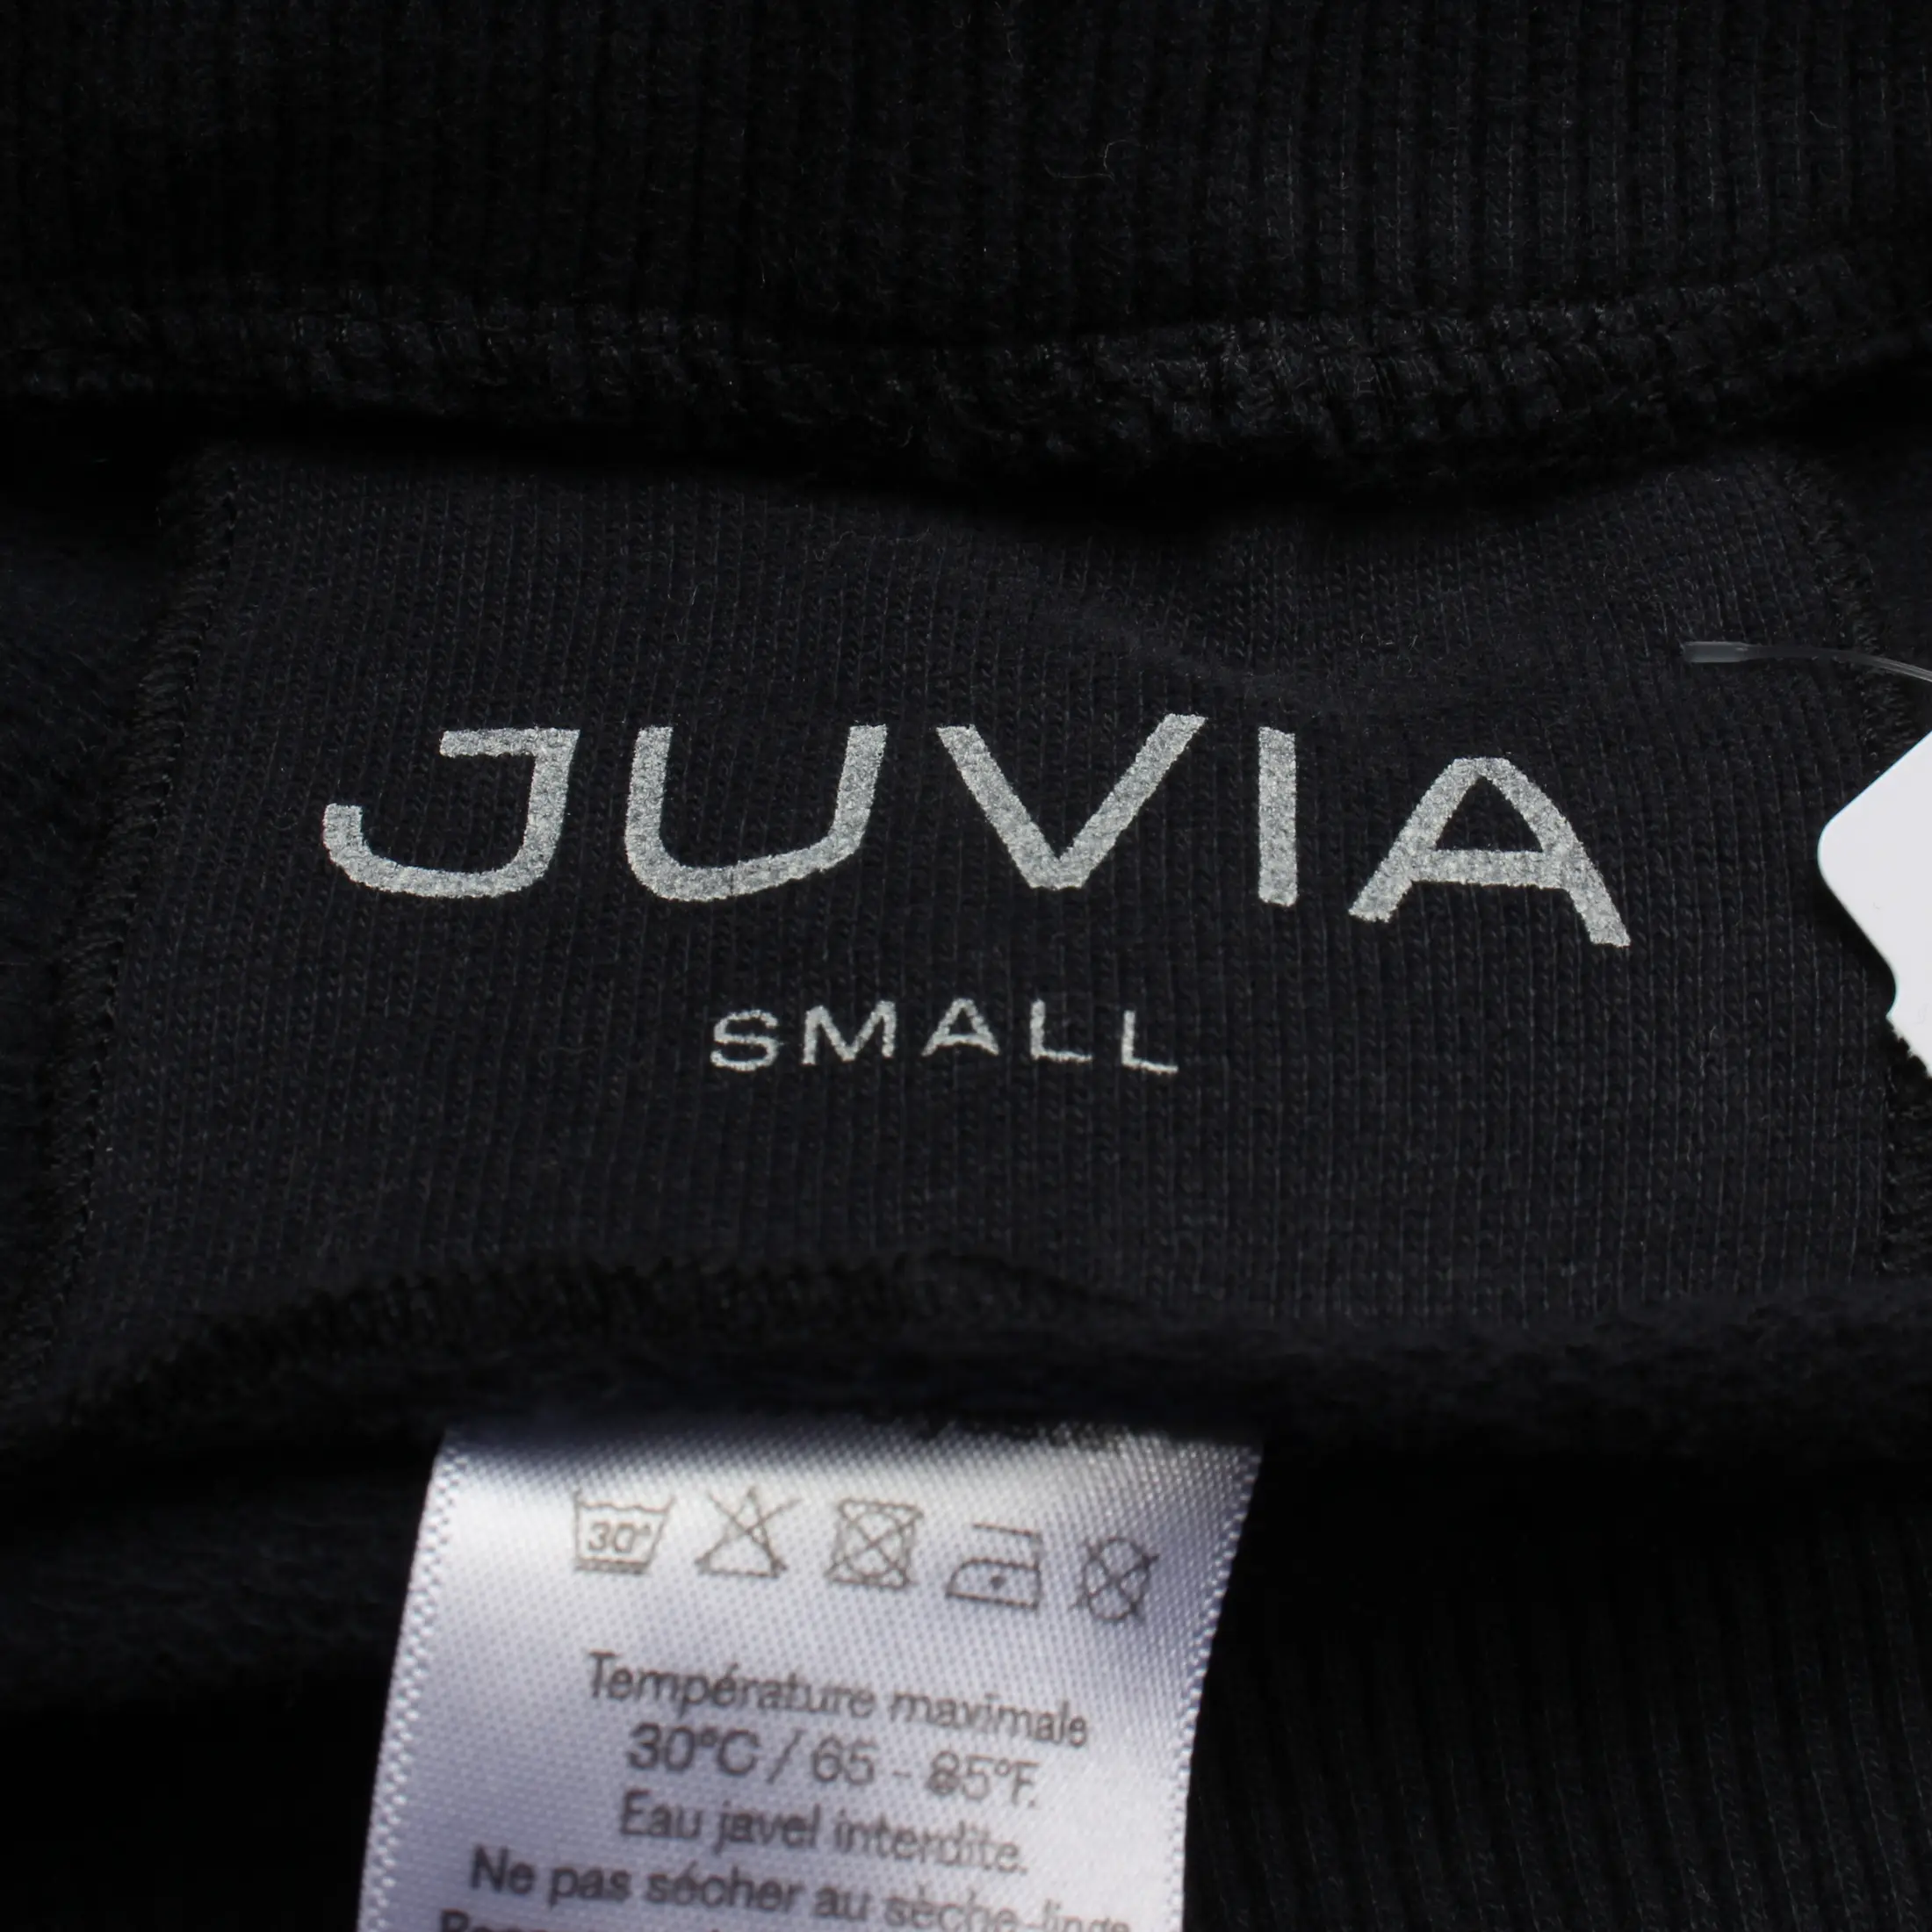 JUVIA
SMALL
30°
Température maximale
30°C / 65 - 85°F.
Eau javel interdite.
Ne pas sécher au sèche-linge